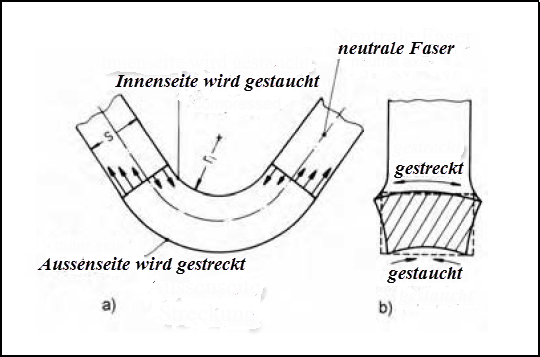 neutrale Faser
Innenseite wird gestaucht
S
r
gestreckt
Aussenseite wird gestreckt
gestaucht
a)
b)